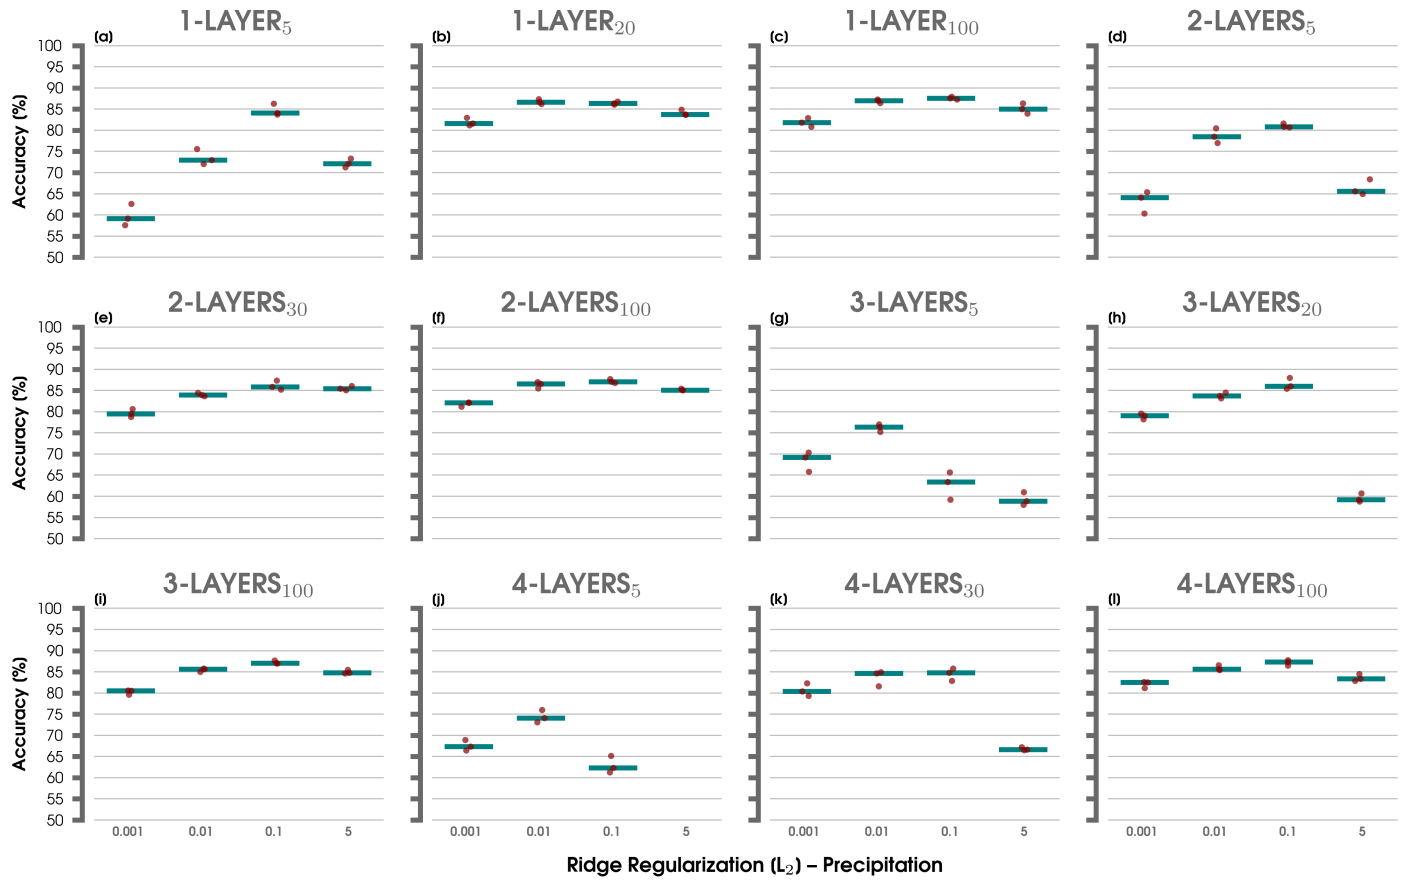 1-LAYER5
1-LAYER20
1-LAYER100
2-LAYERS5
(a)
(b)
(c)
(d)
Accuracy (%)
100
95
90
85
80
75
70
65
60
55
50
2-LAYERS30
2-LAYERS100
3-LAYERS5
3-LAYERS20
(e)
(f)
(g)
(h)
Accuracy (%)
100
95
90
85
80
75
70
65
60
55
50
3-LAYERS100
4-LAYERS5
4-LAYERS30
4-LAYERS100
(i)
(j)
(k)
(l)
Accuracy (%)
100
95
90
85
80
75
70
65
60
55
50
0.001 0.01 0.1 5
0.001 0.01 0.1 5
0.001 0.01 0.1 5
0.001 0.01 0.1 5
Ridge Regularization (L2) – Precipitation